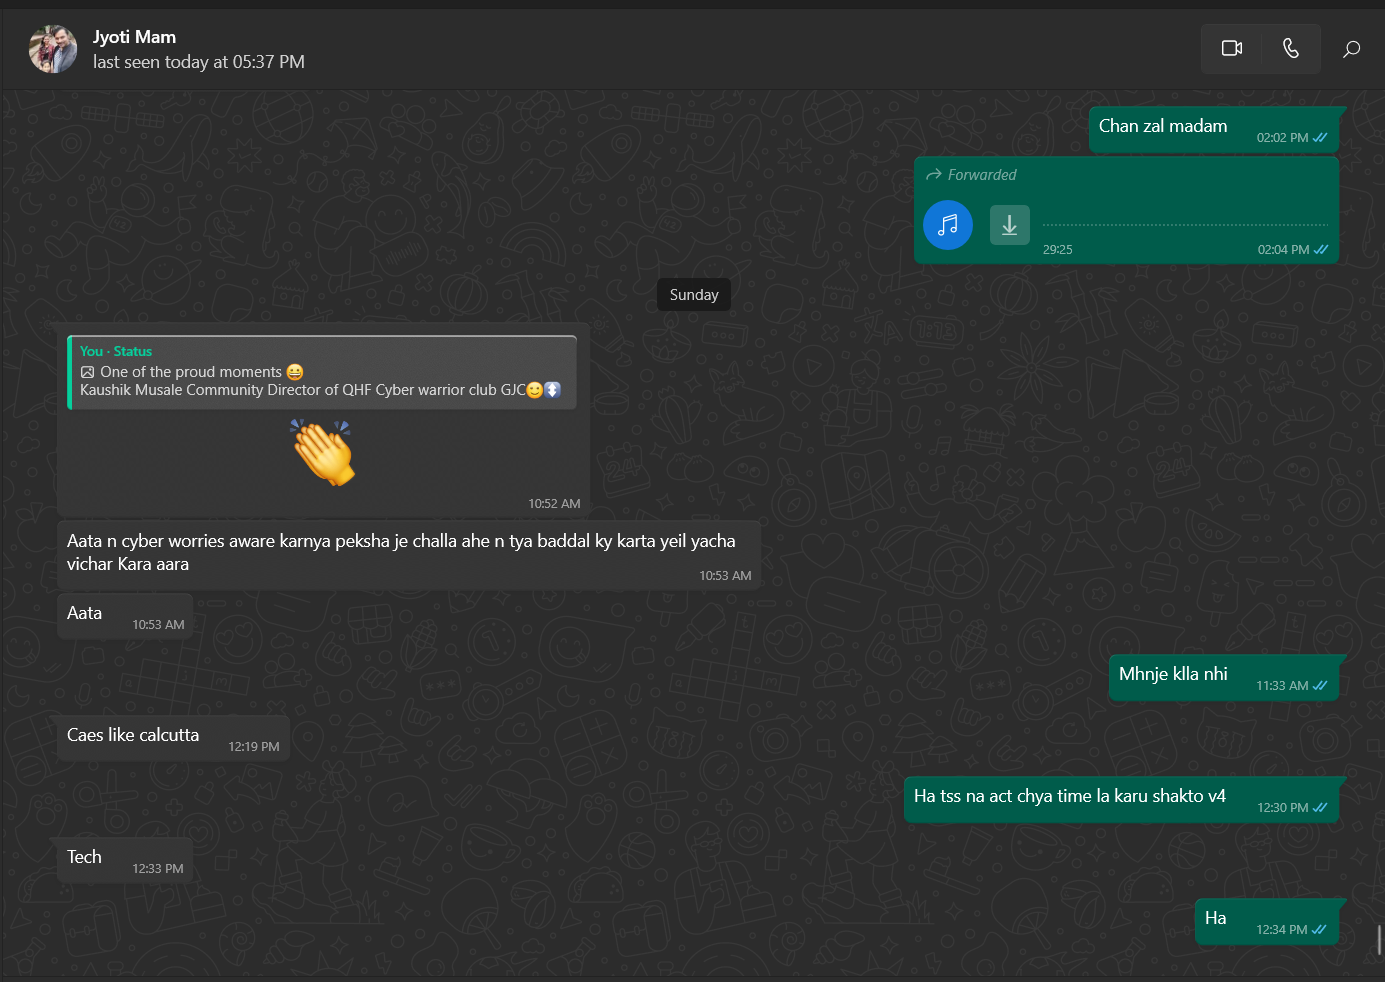 Jyoti Mam
last seen today at 05:37 PM
Chan zal madam
02:02 PM
Forwarded
29:25
02:04 PM
Sunday
You · Status
One of the proud moments 😀
Kaushik Musale Community Director of QHF Cyber warrior club GJC🙂↕️
👏
10:52 AM
Aata n cyber worries aware karnya peksha je challa ahe n tya baddal ky karta yeil yacha
vichar Kara aara
10:53 AM
Aata
10:53 AM
Mhnje klla nhi
11:33 AM
Caes like calcutta
12:19 PM
Ha tss na act chya time la karu shakto v4
12:30 PM
Tech
12:33 PM
Ha
12:34 PM